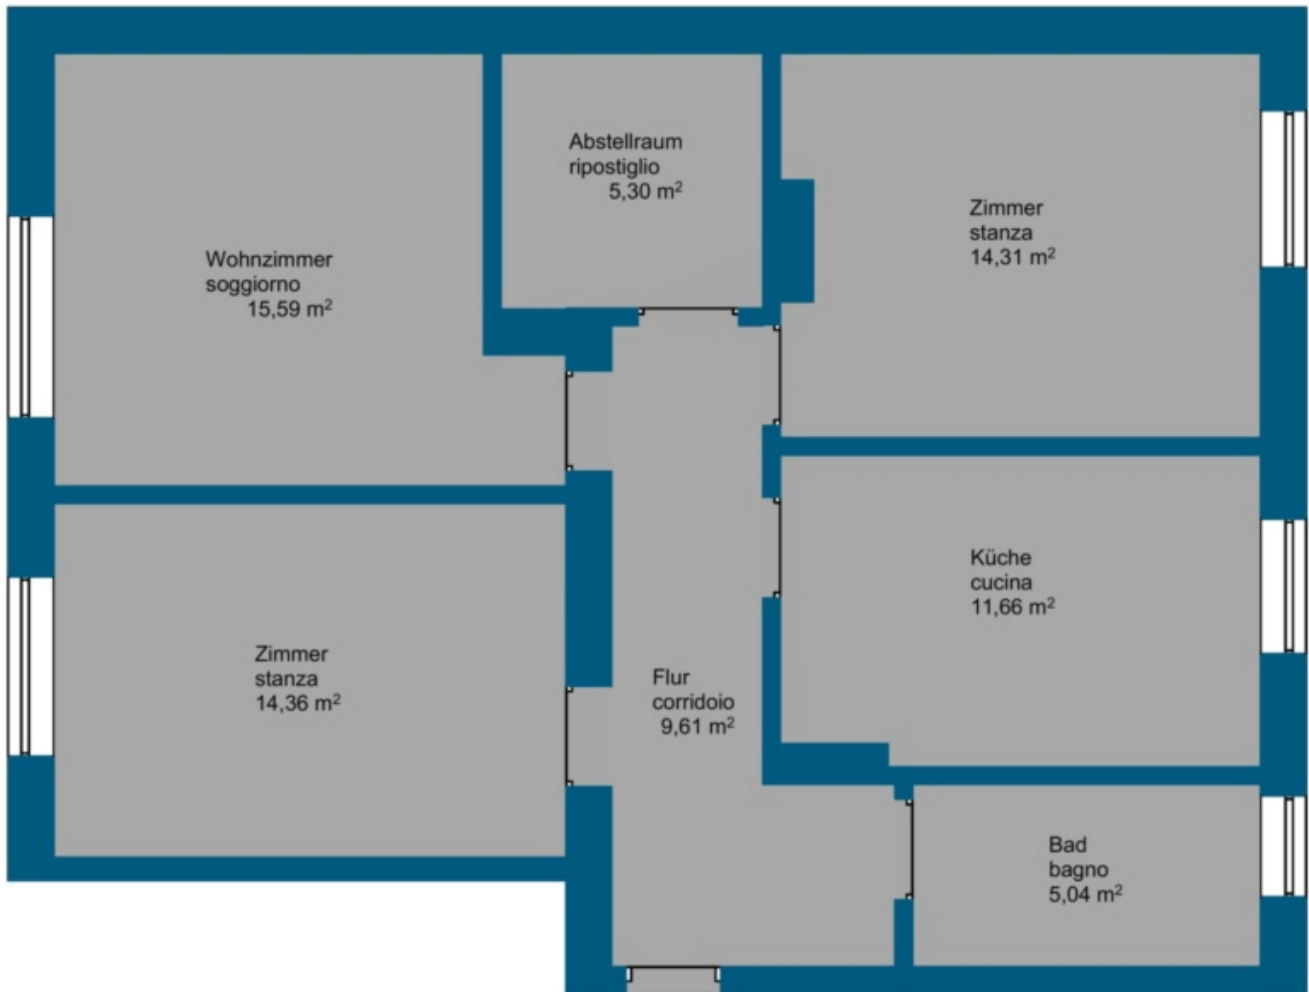 Abstellraum
ripostiglio
5,30 m²
Zimmer
stanza
14,31 m²
Wohnzimmer
soggiorno
15,59 m²
Küche
cucina
11,66 m²
Zimmer
stanza
14,36 m²
Flur
corridoio
9,61 m²
Bad
bagno
5,04 m²